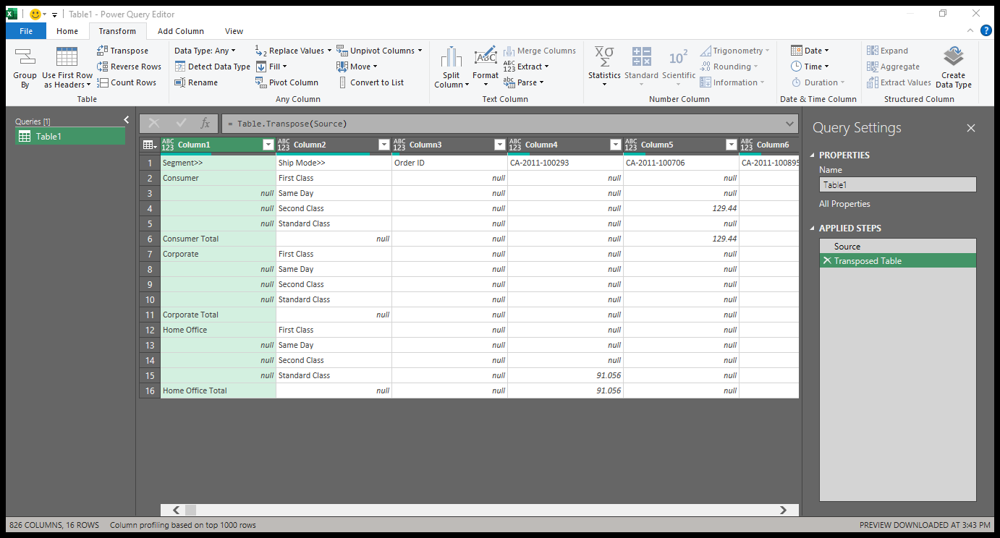 Table1 - Power Query Editor
File Home Transform Add Column View
Transpose Data Type: Any Replace Values Unpivot Columns Merge Columns Trigonometry Date Expand
Reverse Rows Detect Data Type Fill Move Extract Rounding Time Aggregate
Count Rows Rename Pivot Column Convert to List Parse Information Duration Extract Values
Group By
Use First Row as Headers
Split Column
Format
Statistics
Standard
Scientific
Create Data Type
Table Any Column Text Column Number Column Date & Time Column Structured Column
Queries [1]
Table1
= Table.Transpose(Source)
ABC 123 Column1 ABC 123 Column2 ABC 123 Column3 ABC 123 Column4 ABC 123 Column5 ABC 123 Column6
1 Segment>> Ship Mode>> Order ID CA-2011-100293 CA-2011-100706 CA-2011-100895
2 Consumer First Class null null null
3 null Same Day null null null
4 null Second Class null null 129.44
5 null Standard Class null null null
6 Consumer Total null null null 129.44
7 Corporate First Class null null null
8 null Same Day null null null
9 null Second Class null null null
10 null Standard Class null null null
11 Corporate Total null null null null
12 Home Office First Class null null null
13 null Same Day null null null
14 null Second Class null null null
15 null Standard Class null 91.056 null
16 Home Office Total null null 91.056 null
Query Settings
PROPERTIES
Name
Table1
All Properties
APPLIED STEPS
Source
Transposed Table
826 COLUMNS, 16 ROWS Column profiling based on top 1000 rows
PREVIEW DOWNLOADED AT 3:43 PM